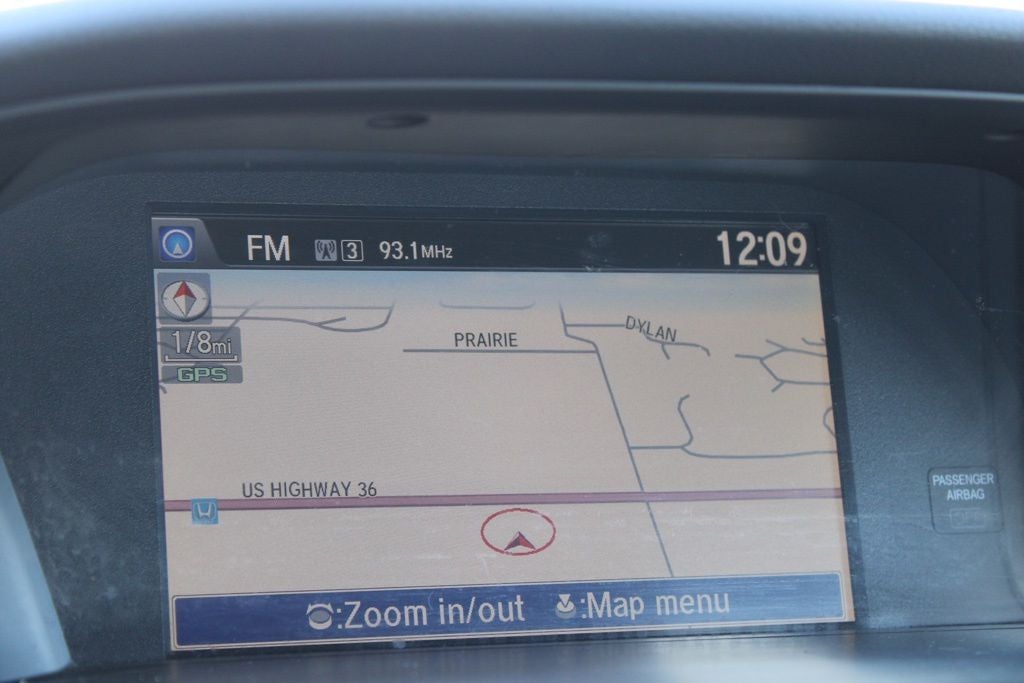 FM 3 93.1MHz 12:09
1/8mi
GPS
PRAIRIE
DYLAN
US HIGHWAY 36
PASSENGER
AIRBAG
:Zoom in/out :Map menu